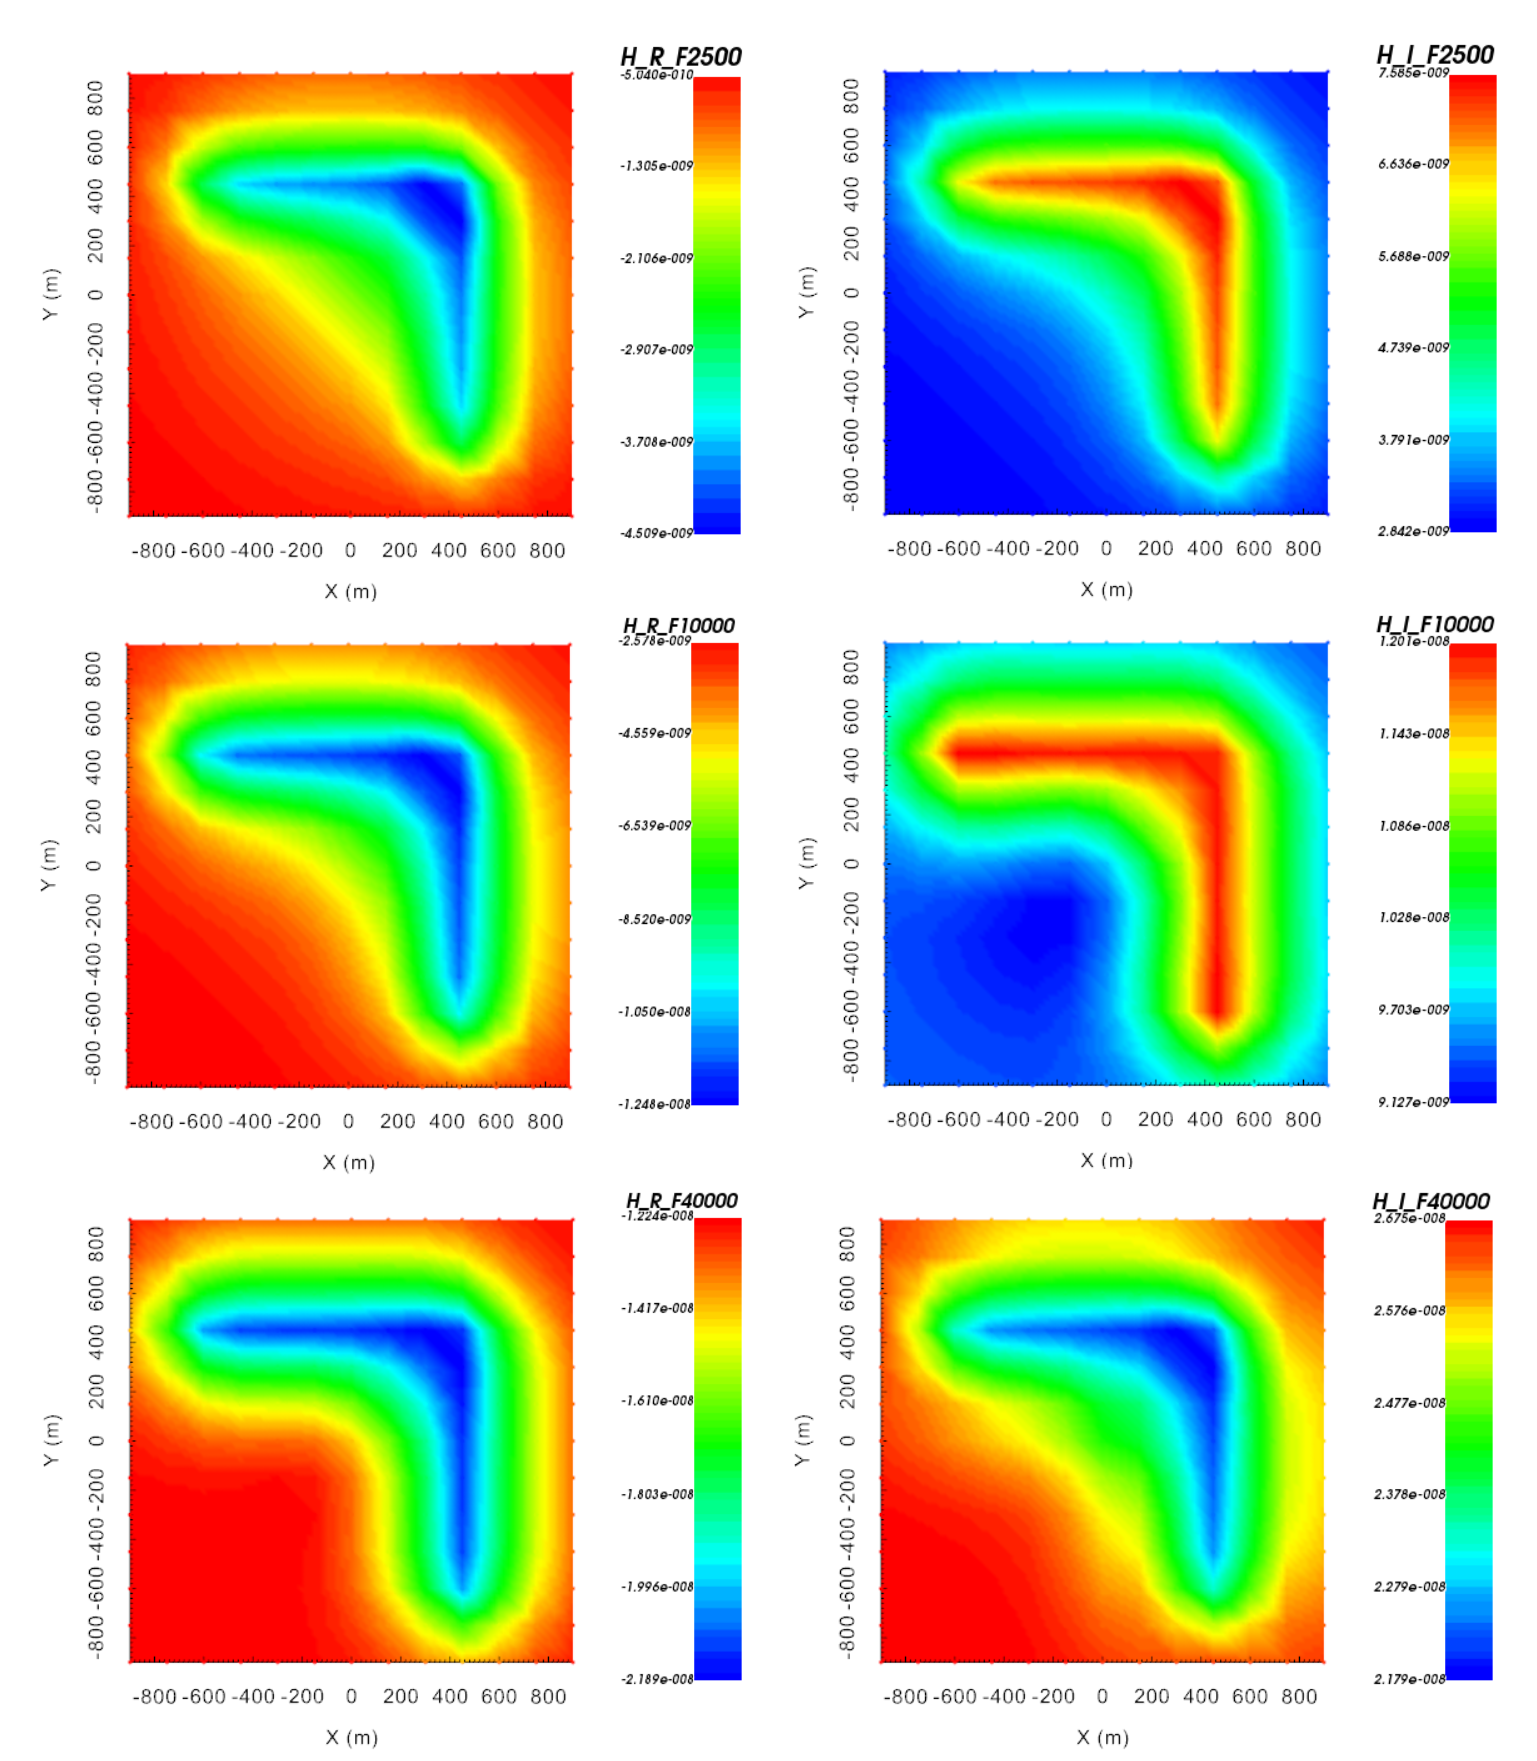 H_R_F2500
-5.040e-010
-1.305e-009
-2.106e-009
-2.907e-009
-3.708e-009
-4.509e-009
Y (m)
800
600
400
200
0
-200
-400
-600
-800
-800 -600 -400 -200 0 200 400 600 800
X (m)
H_I_F2500
7.585e-009
6.636e-009
5.688e-009
4.739e-009
3.791e-009
2.842e-009
Y (m)
800
600
400
200
0
-200
-400
-600
-800
-800 -600 -400 -200 0 200 400 600 800
X (m)
H_R_F10000
-2.578e-009
-4.559e-009
-6.539e-009
-8.520e-009
-1.050e-008
-1.248e-008
Y (m)
800
600
400
200
0
-200
-400
-600
-800
-800 -600 -400 -200 0 200 400 600 800
X (m)
H_I_F10000
1.201e-008
1.143e-008
1.086e-008
1.028e-008
9.703e-009
9.127e-009
Y (m)
800
600
400
200
0
-200
-400
-600
-800
-800 -600 -400 -200 0 200 400 600 800
X (m)
H_R_F40000
-1.224e-008
-1.417e-008
-1.610e-008
-1.803e-008
-1.996e-008
-2.189e-008
Y (m)
800
600
400
200
0
-200
-400
-600
-800
-800 -600 -400 -200 0 200 400 600 800
X (m)
H_I_F40000
2.675e-008
2.576e-008
2.477e-008
2.378e-008
2.279e-008
2.179e-008
Y (m)
800
600
400
200
0
-200
-400
-600
-800
-800 -600 -400 -200 0 200 400 600 800
X (m)